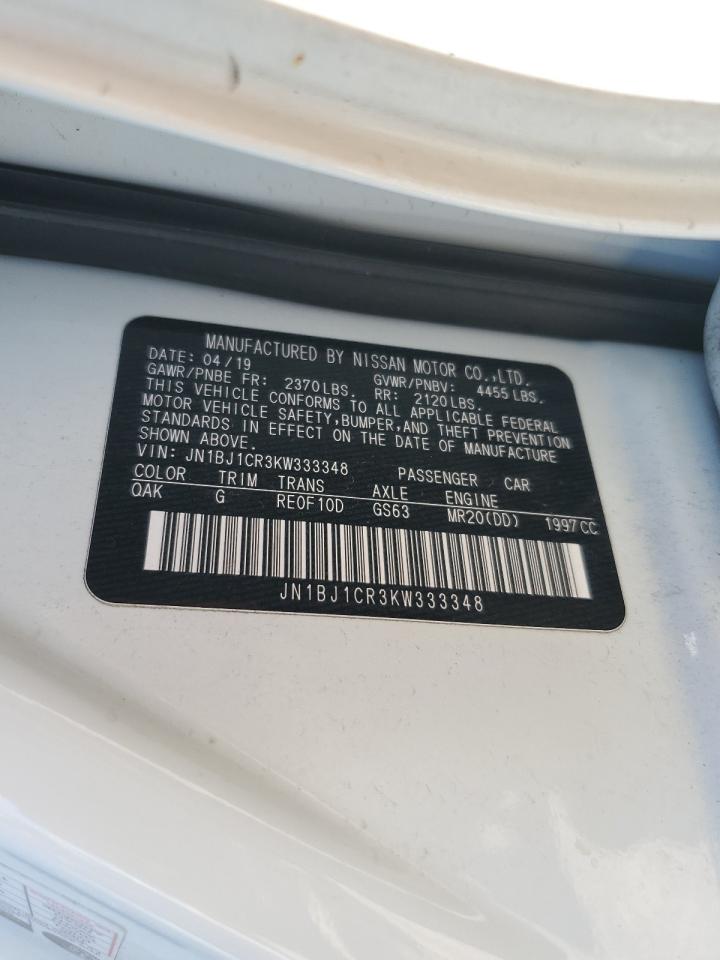 MANUFACTURED BY NISSAN MOTOR CO.,LTD.
DATE: 04/19 GVWR/PNBV: 4455 LBS.
GAWR/PNBE FR: 2370LBS. RR: 2120LBS.
THIS VEHICLE CONFORMS TO ALL APPLICABLE FEDERAL
MOTOR VEHICLE SAFETY,BUMPER,AND THEFT PREVENTION
STANDARDS IN EFFECT ON THE DATE OF MANUFACTURE
SHOWN ABOVE.
VIN: JN1BJ1CR3KW333348 PASSENGER CAR
COLOR TRIM TRANS AXLE ENGINE
QAK G RE0F10D GS63 MR20(DD) 1997CC
JN1BJ1CR3KW333348